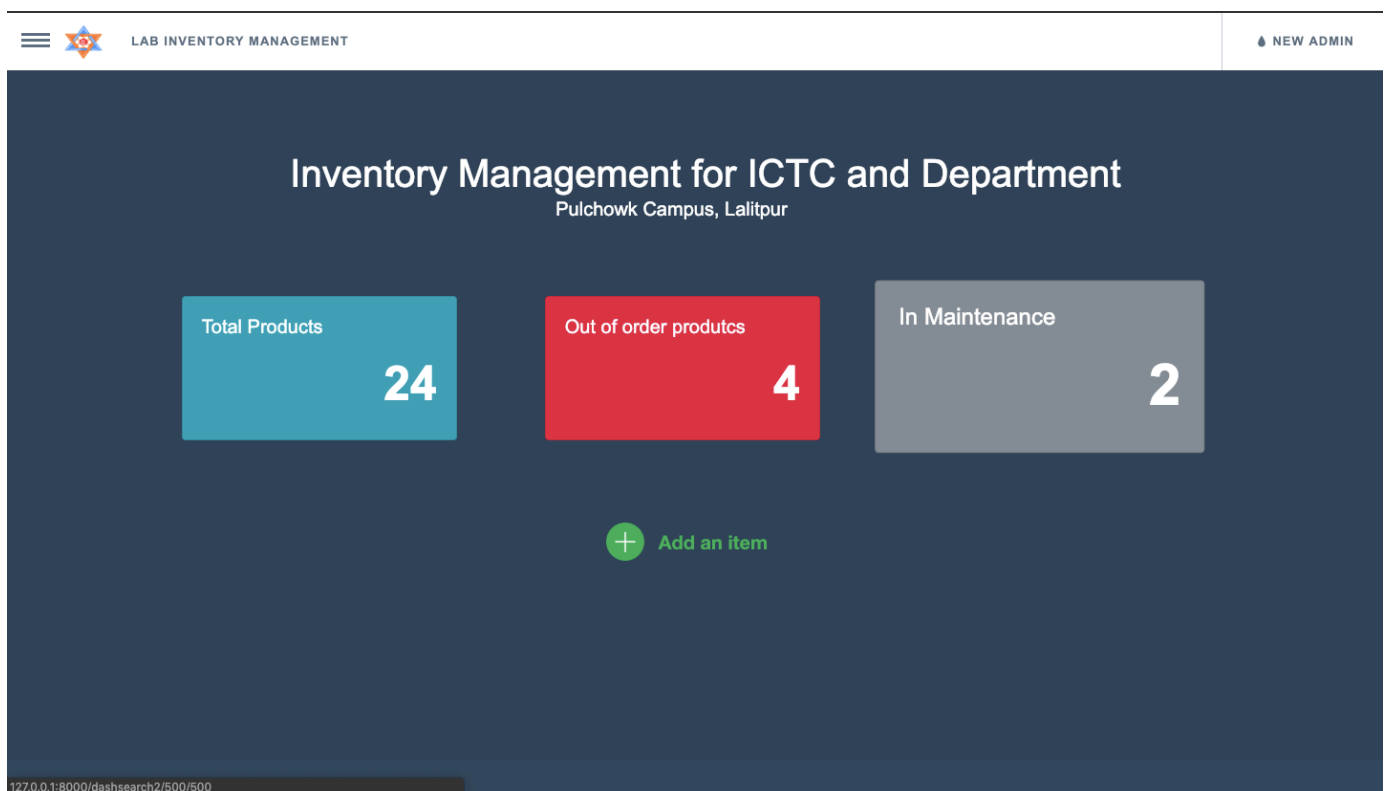 LAB INVENTORY MANAGEMENT
NEW ADMIN
Inventory Management for ICTC and Department
Pulchowk Campus, Lalitpur
Total Products
24
Out of order produtcs
4
In Maintenance
2
Add an item
127.0.0.1:8000/dashsearch2/500/500